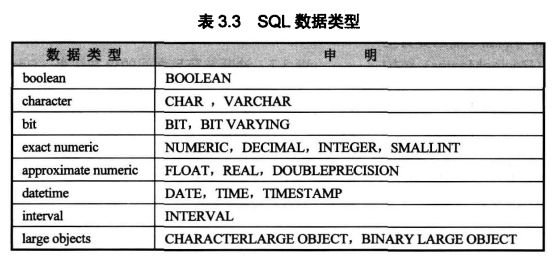 表 3.3 SQL 数据类型
数 据 类 型 申 明
boolean BOOLEAN
character CHAR ，VARCHAR
bit BIT，BIT VARYING
exact numeric NUMERIC，DECIMAL，INTEGER，SMALLINT
approximate numeric FLOAT，REAL，DOUBLEPRECISION
datetime DATE，TIME，TIMESTAMP
interval INTERVAL
large objects CHARACTERLARGE OBJECT，BINARY LARGE OBJECT